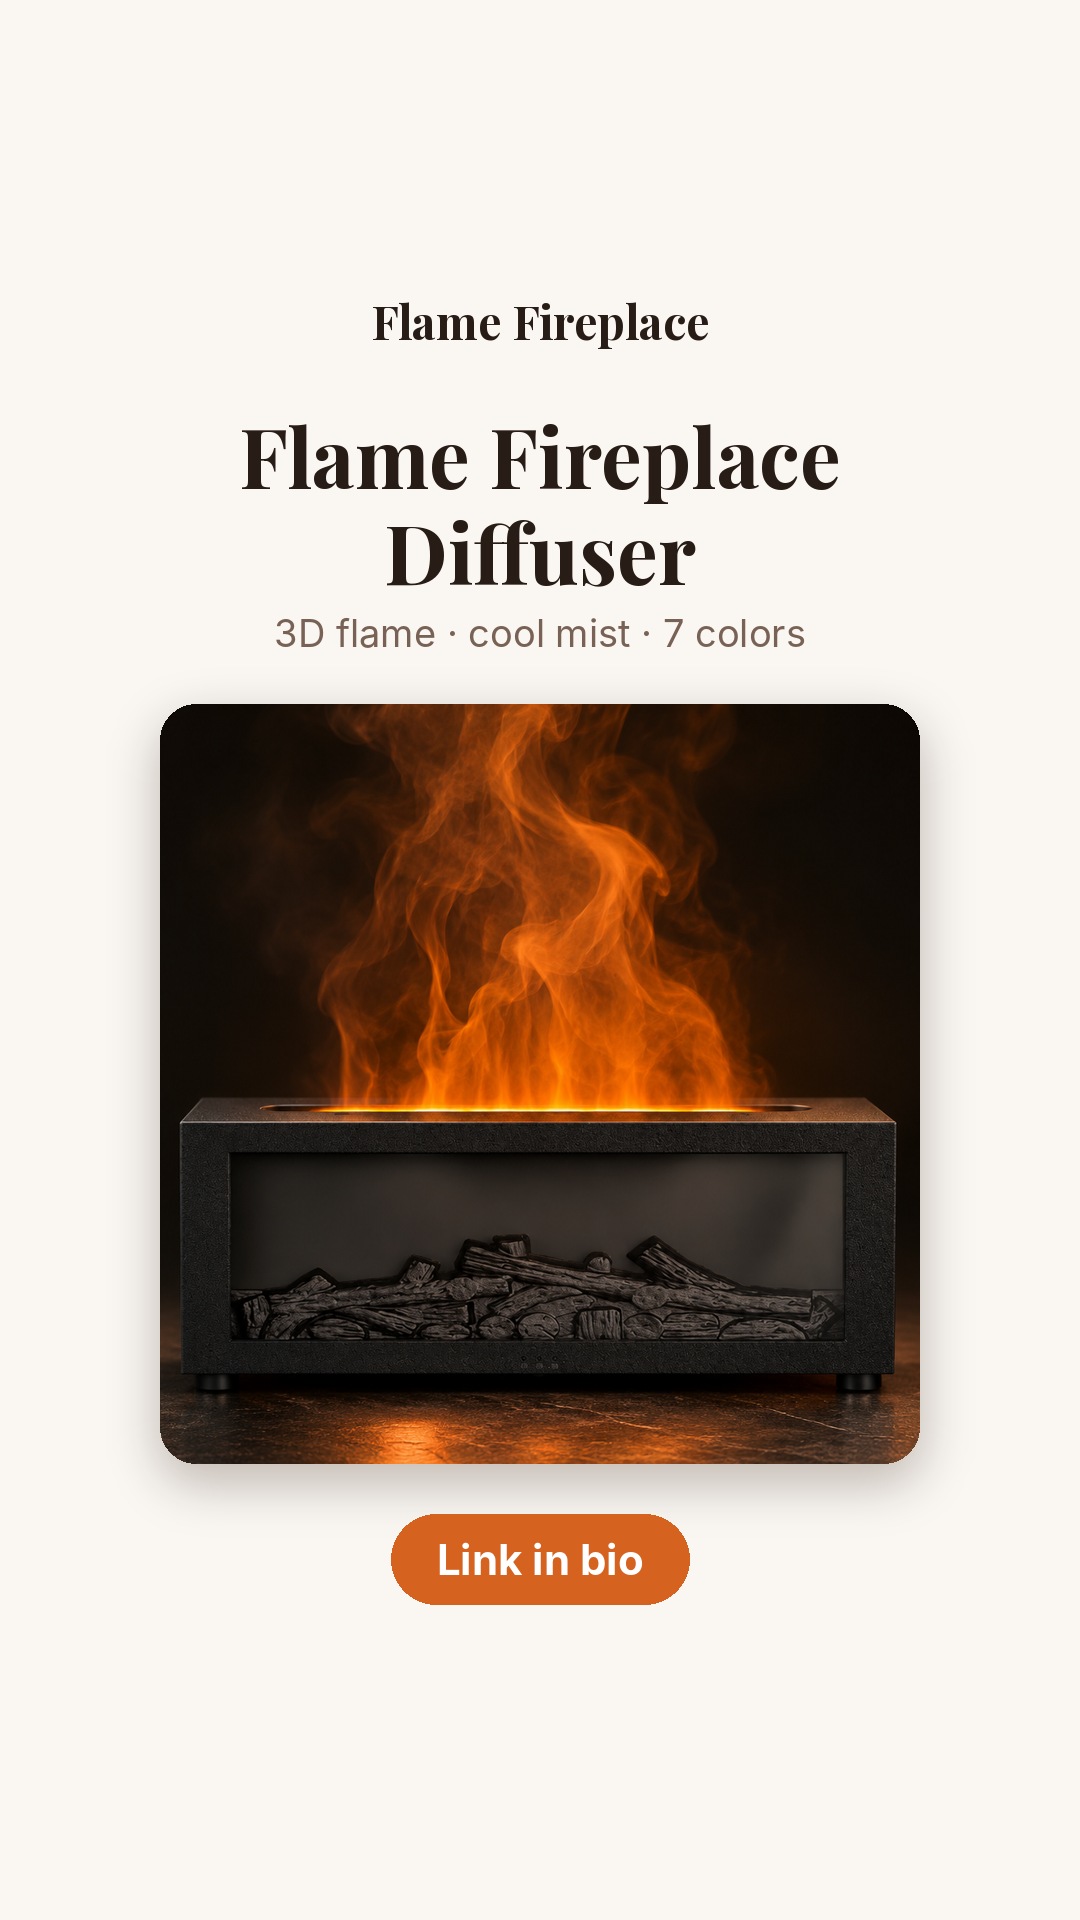 Flame Fireplace
Flame Fireplace
Diffuser
3D flame · cool mist · 7 colors
Link in bio